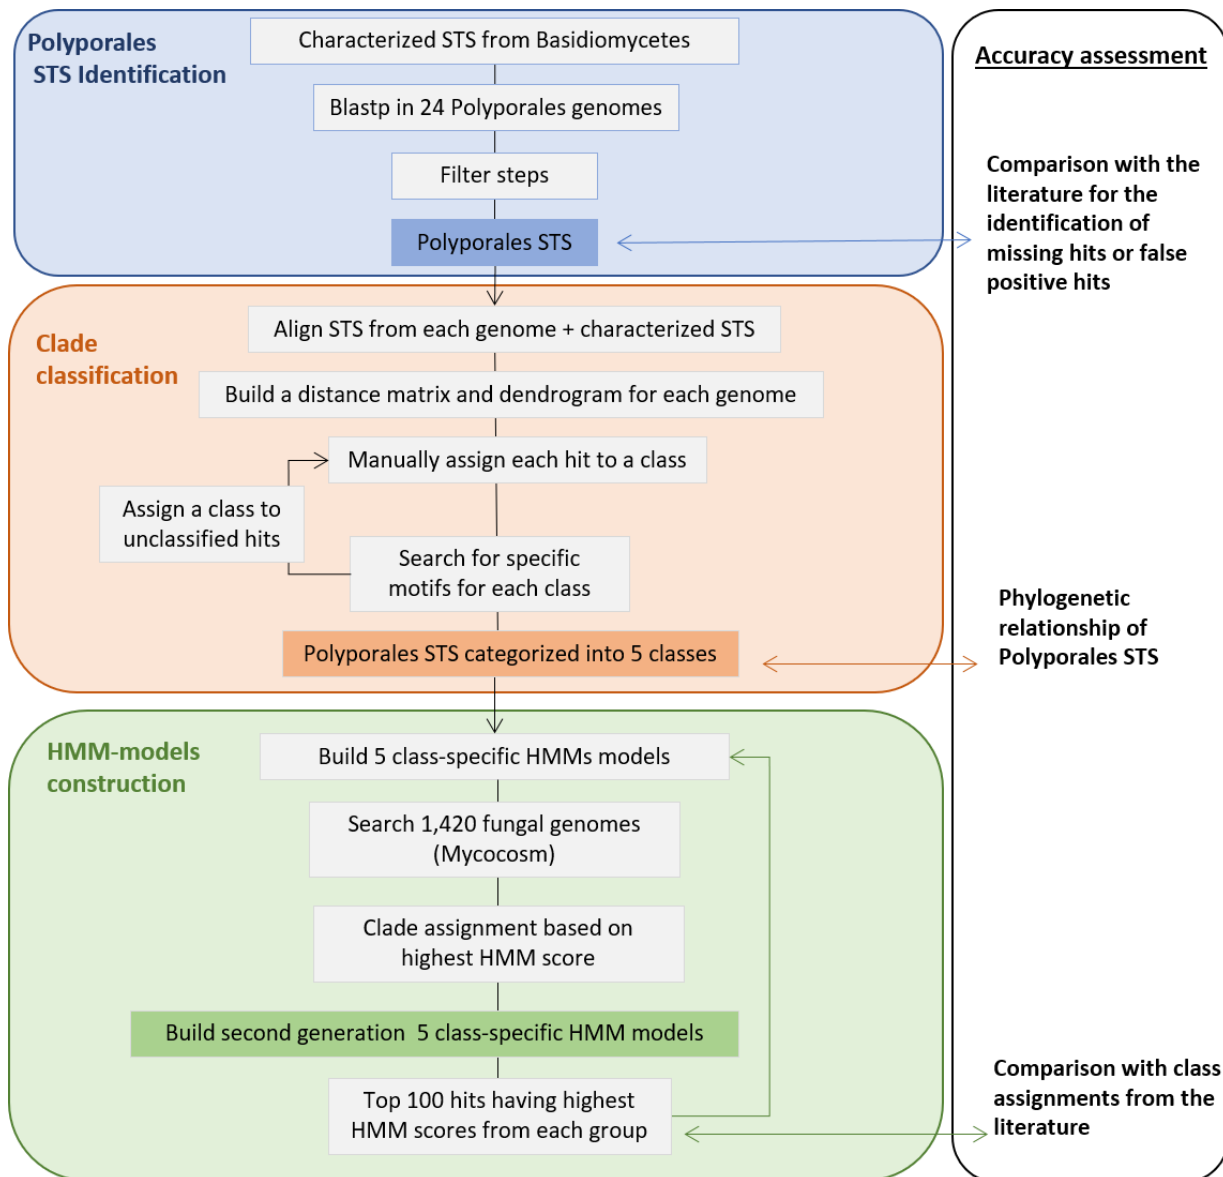 Polyporales
STS Identification
Characterized STS from Basidiomycetes
Blastp in 24 Polyporales genomes
Filter steps
Polyporales STS
Clade
classification
Align STS from each genome + characterized STS
Build a distance matrix and dendrogram for each genome
Manually assign each hit to a class
Assign a class to
unclassified hits
Search for specific
motifs for each class
Polyporales STS categorized into 5 classes
HMM-models
construction
Build 5 class-specific HMMs models
Search 1,420 fungal genomes
(Mycocosm)
Clade assignment based on
highest HMM score
Build second generation 5 class-specific HMM models
Top 100 hits having highest
HMM scores from each group
Accuracy assessment
Comparison with the
literature for the
identification of
missing hits or false
positive hits
Phylogenetic
relationship of
Polyporales STS
Comparison with class
assignments from the
literature